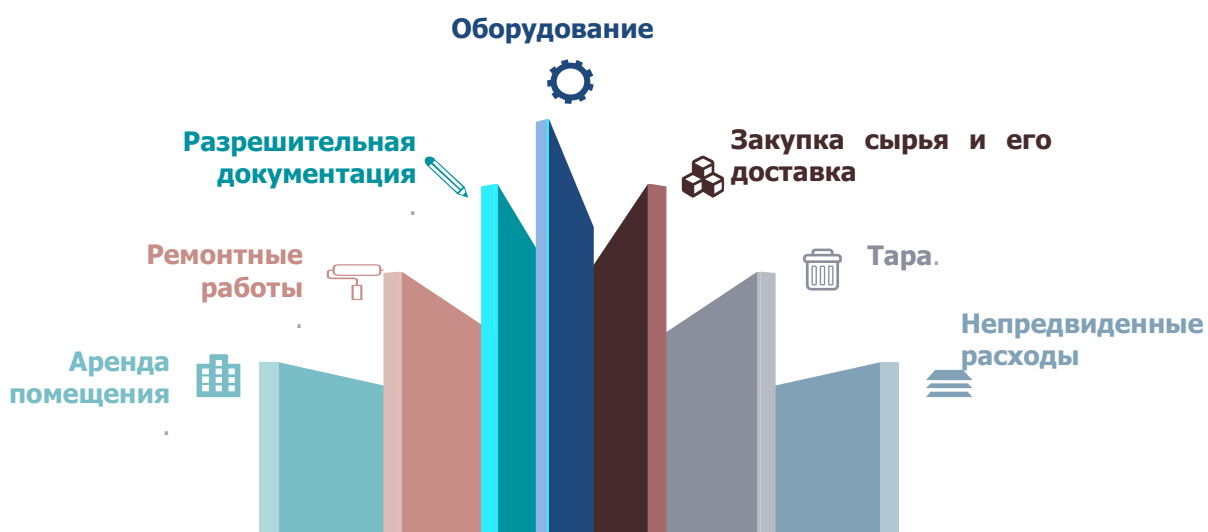 Оборудование
Разрешительная
документация
.
Закупка сырья и его
доставка
Ремонтные
работы
.
Тара.
Непредвиденные
расходы
Аренда
помещения
.